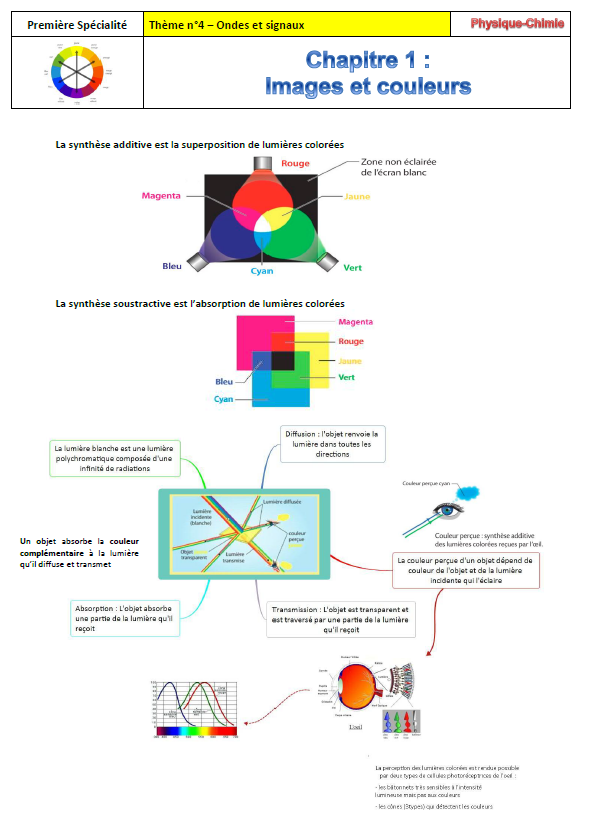 Première Spécialité
Thème n°4 – Ondes et signaux
Physique-Chimie
Chapitre 1 :
Images et couleurs
La synthèse additive est la superposition de lumières colorées
Rouge
Zone non éclairée
de l'écran blanc
Magenta
Jaune
Bleu
Cyan
Vert
La synthèse soustractive est l'absorption de lumières colorées
Magenta
Rouge
Jaune
Bleu
Vert
Cyan
Diffusion : l'objet renvoie la
lumière dans toutes les
directions
La lumière blanche est une lumière
polychromatique composée d'une
infinité de radiations
Couleur perçue cyan
Lumière diffusée
lumière
incidente
(blanche)
couleur
perçue
Objet
transparent
Lumière
transmise
Couleur perçue : synthèse additive
des lumières colorées reçues par l'œil.
Un objet absorbe la couleur
complémentaire à la lumière
qu'il diffuse et transmet
La couleur perçue d'un objet dépend de
couleur de l'objet et de la lumière
incidente qui l'éclaire
Absorption : L'objet absorbe
une partie de la lumière qu'il
reçoit
Transmission : L'objet est transparent et
est traversé par une partie de la lumière
qu'il reçoit
La perception des lumières colorées est rendue possible
par deux types de cellules photoréceptrices de l'oeil :
- les bâtonnets très sensibles à l'intensité
lumineuse mais pas aux couleurs
- les cônes (3types) qui détectent les couleurs